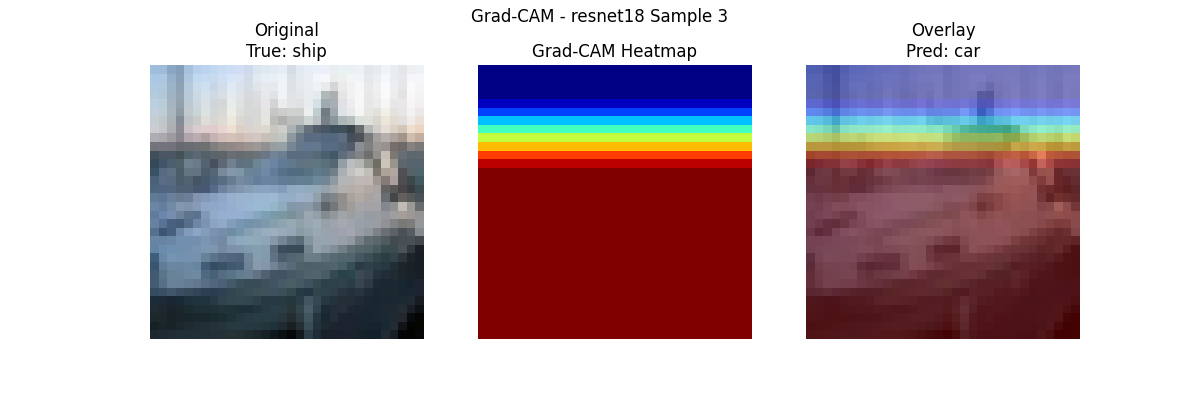 Grad-CAM - resnet18 Sample 3
Original
True: ship
Grad-CAM Heatmap
Overlay
Pred: car